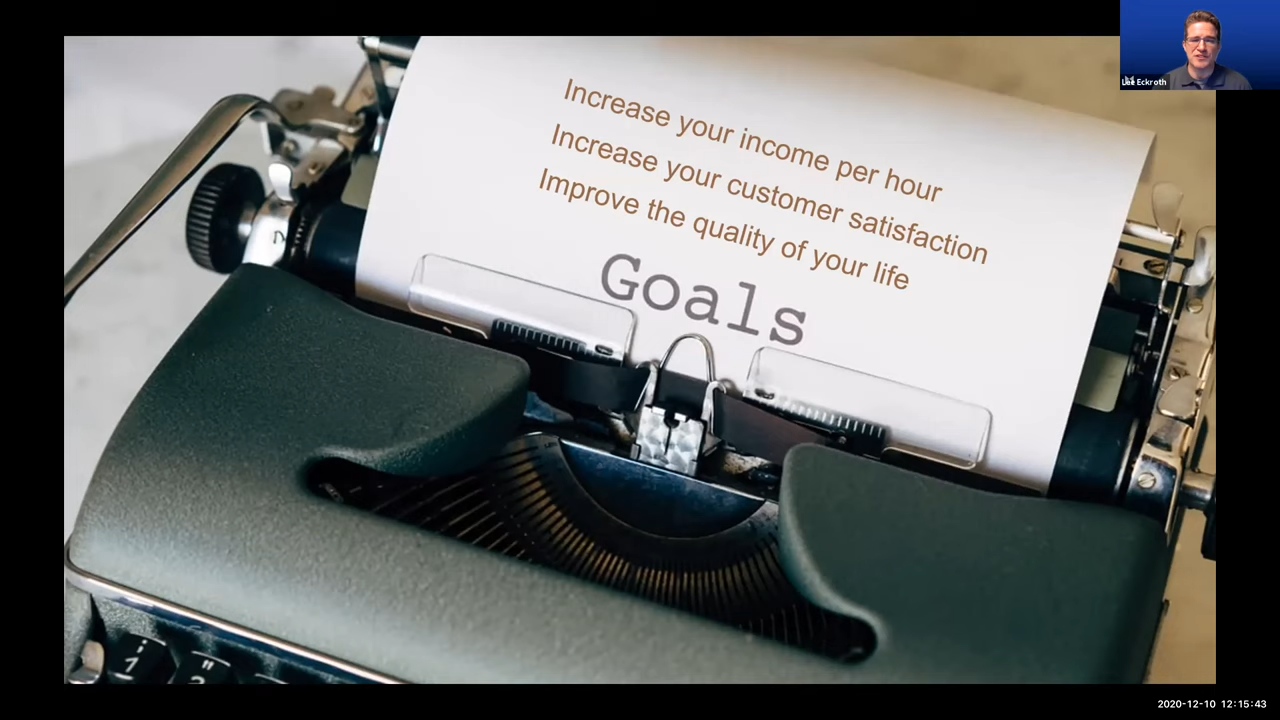 Increase your income per hour
Increase your customer satisfaction
Improve the quality of your life
Goals
Lee Eckroth
1
2020-12-10 12:15:43